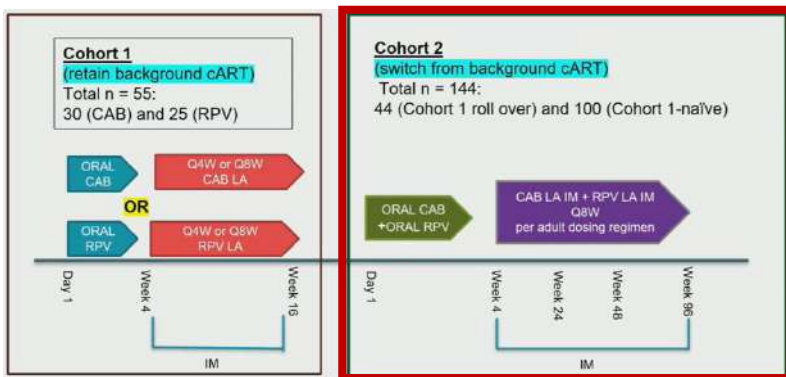 Cohort 1
(retain background cART)
Total n = 55:
30 (CAB) and 25 (RPV)
ORAL
CAB
Q4W or Q8W
CAB LA
OR
ORAL
RPV
Q4W or Q8W
RPV LA
Day 1
Week 4
Week 16
IM
Cohort 2
(switch from background cART)
Total n = 144:
44 (Cohort 1 roll over) and 100 (Cohort 1-naïve)
ORAL CAB
+ORAL RPV
CAB LA IM + RPV LA IM
Q8W
per adult dosing regimen
Day 1
Week 4
Week 24
Week 48
Week 96
IM